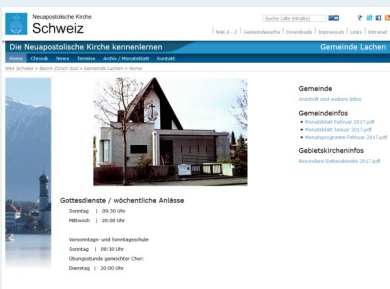 Neuapostolische Kirche
Schweiz
Suche (alle Inhalte)
NAK A - Z | Gemeindesuche | Downloads | Impressum | Links | Intranet
Die Neuapostolische Kirche kennenlernen
Gemeinde Lachen
Home Chronik News Termine Archiv / Monatsblatt Kontakt
NAK Schweiz » Bezirk Zürich Süd » Gemeinde Lachen » Home
Gemeinde
Anschrift und weitere Infos
Gemeindeinfos
Monatsblatt Februar 2017.pdf
Monatsblatt Januar 2017.pdf
Monatsprogramm Februar 2017.pdf
Gebietskircheninfos
Besondere Gottesdienste 2017.pdf
Gottesdienste / wöchentliche Anlässe
Sonntag | 09:30 Uhr
Mittwoch | 20:00 Uhr
Vorsonntags- und Sonntagsschule
Sonntag | 09:30 Uhr
Übungsstunde gemischter Chor:
Dienstag | 20:00 Uhr